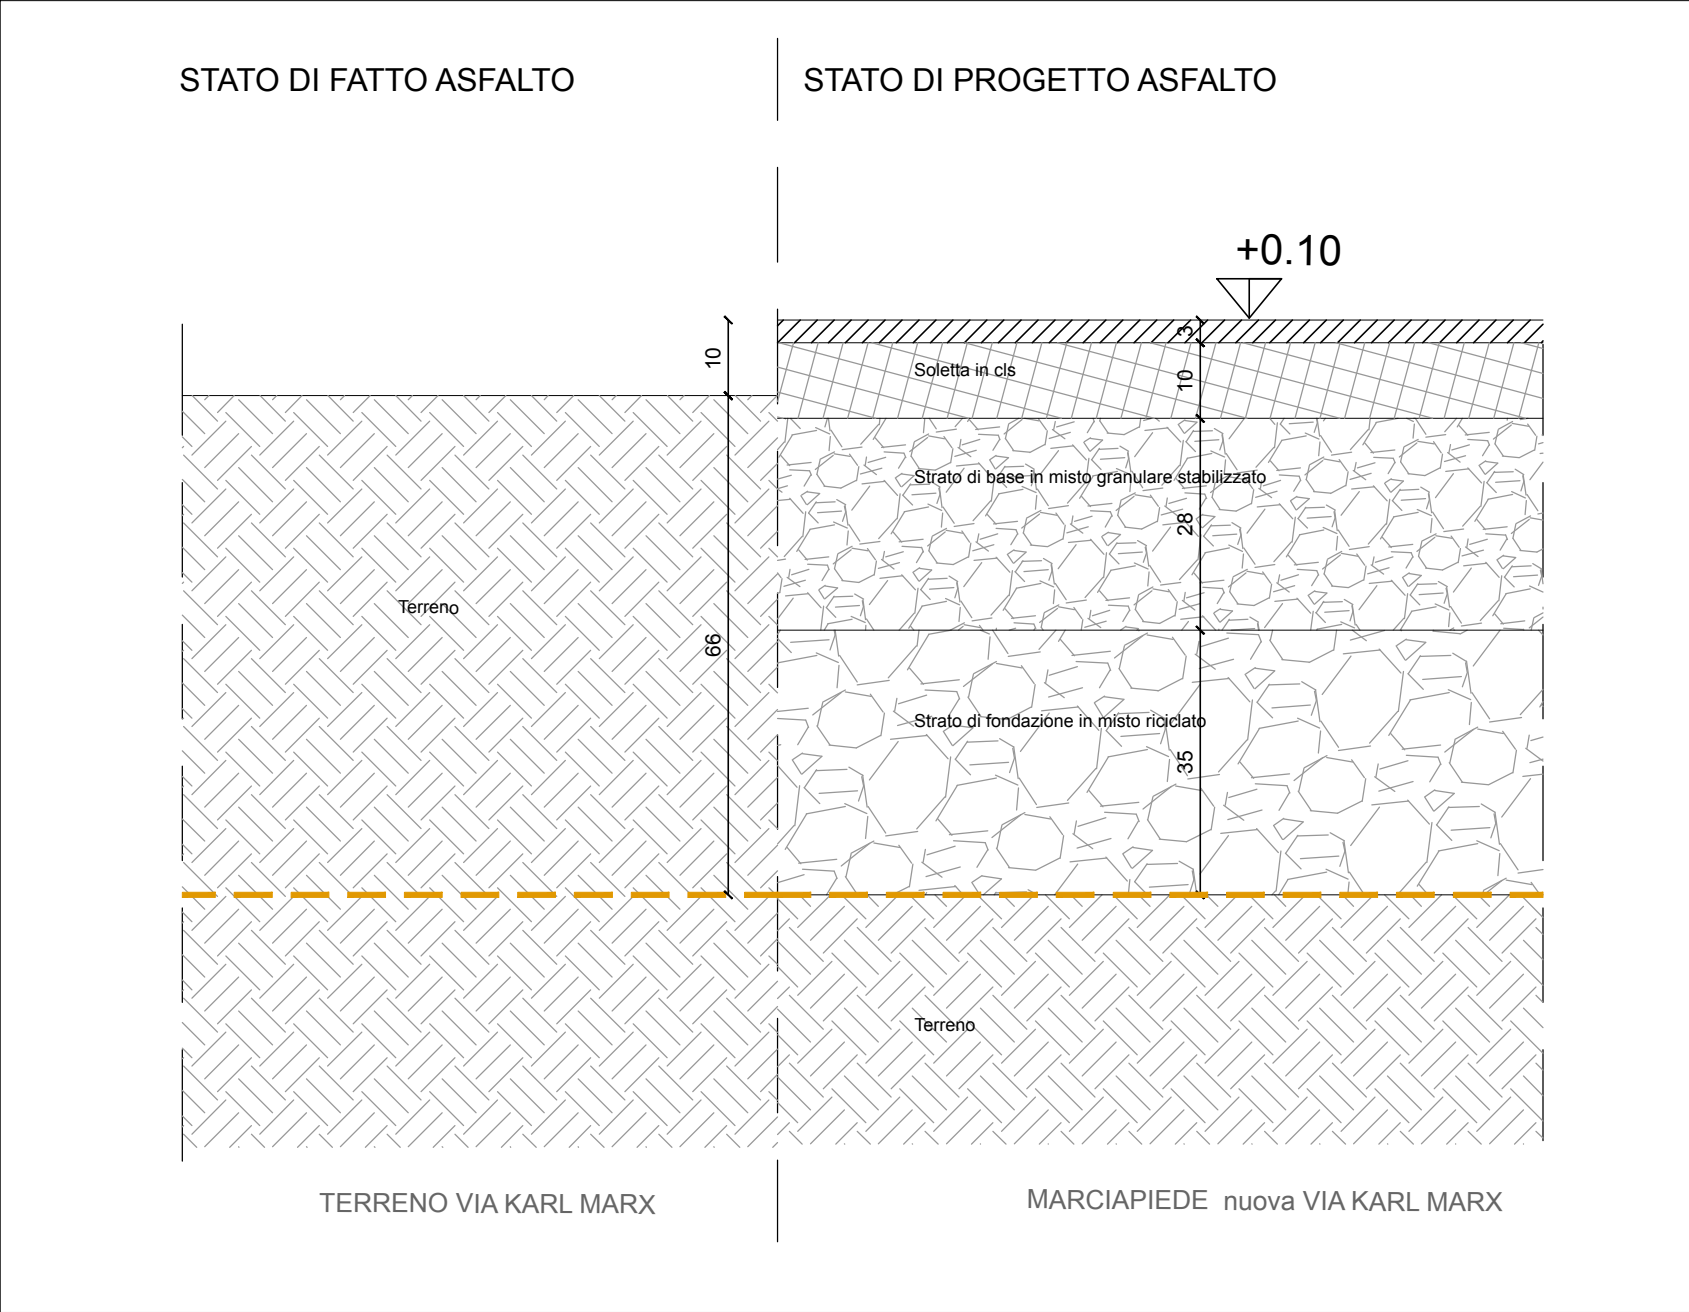 STATO DI FATTO ASFALTO
STATO DI PROGETTO ASFALTO
+0.10
10
3
Soletta in cls
10
Strato di base in misto granulare stabilizzato
28
Terreno
66
Strato di fondazione in misto riciclato
35
Terreno
TERRENO VIA KARL MARX
MARCIAPIEDE nuova VIA KARL MARX